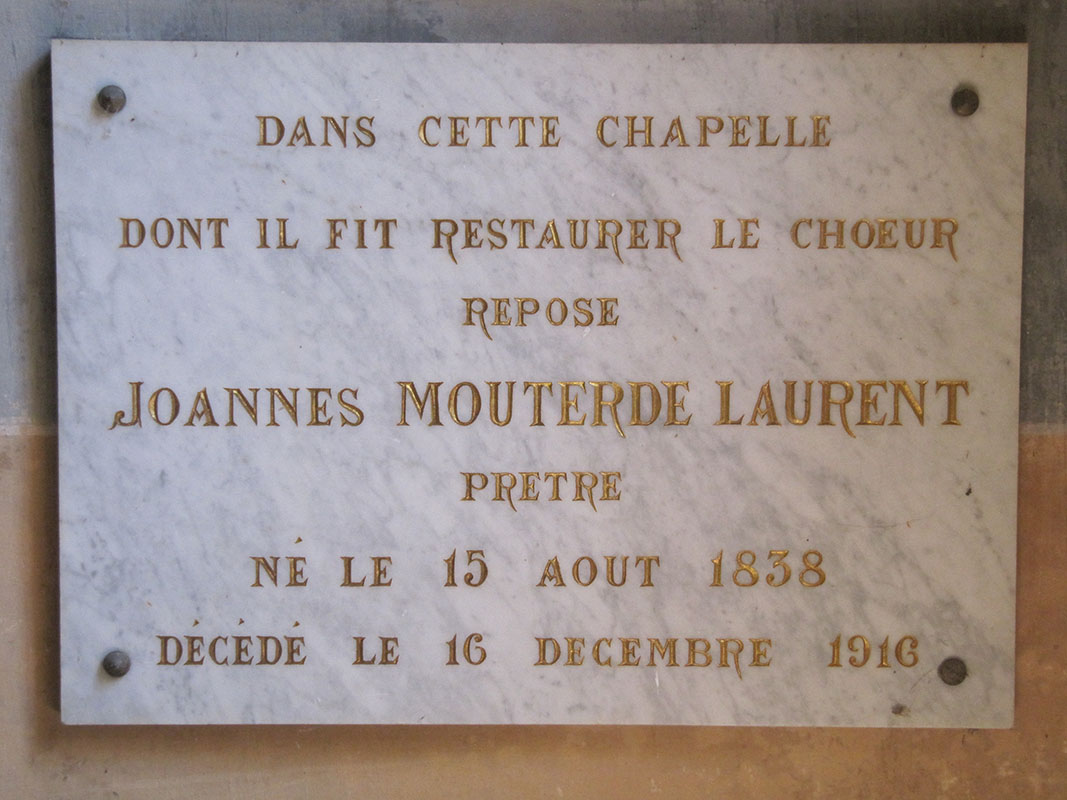 DANS CETTE CHAPELLE
DONT IL FIT RESTAURER LE CHOEUR
REPOSE
JOANNES MOUTERDE LAURENT
PRETRE
NÉ LE 15 AOUT 1838
DÉCÉDÉ LE 16 DECEMBRE 1916